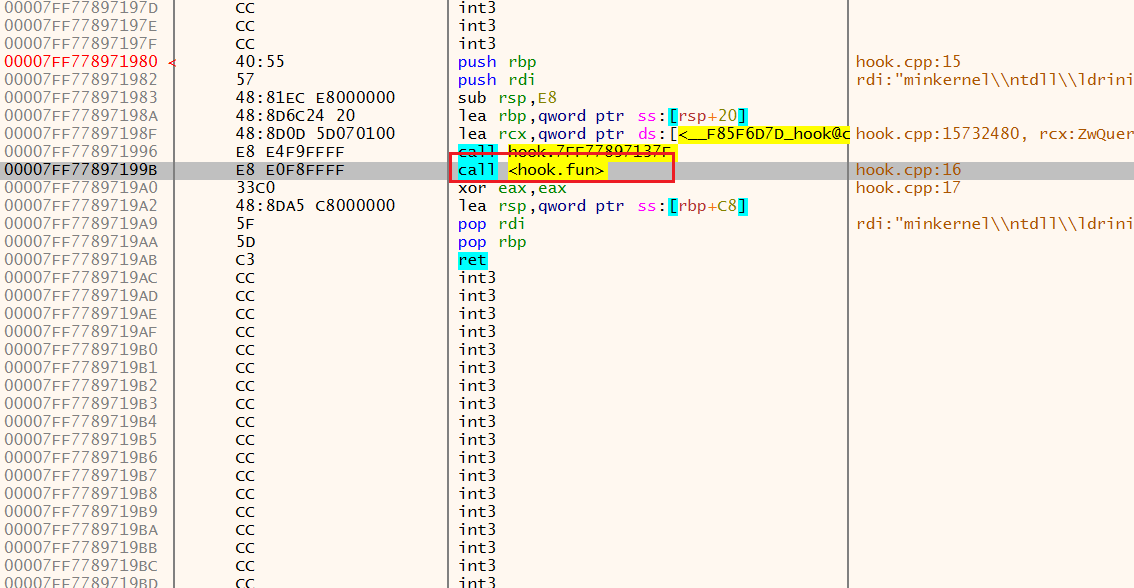 00007FF77897197D CC int3
00007FF77897197E CC int3
00007FF77897197F CC int3
00007FF778971980 < 40:55 push rbp hook.cpp:15
00007FF778971982 57 push rdi rdi:"minkernel\\ntdll\\ldrini
00007FF778971983 48:81EC E8000000 sub rsp,E8
00007FF77897198A 48:8D6C24 20 lea rbp,qword ptr ss:[rsp+20]
00007FF77897198F 48:8D0D 5D070100 lea rcx,qword ptr ds:[<__F85F6D7D_hook@c hook.cpp:15732480, rcx:ZwQuer
00007FF778971996 E8 E4F9FFFF call hook.7FF77897137F
00007FF77897199B E8 E0F8FFFF call <hook.fun> hook.cpp:16
00007FF7789719A0 33C0 xor eax,eax hook.cpp:17
00007FF7789719A2 48:8DA5 C8000000 lea rsp,qword ptr ss:[rbp+C8]
00007FF7789719A9 5F pop rdi rdi:"minkernel\\ntdll\\ldrini
00007FF7789719AA 5D pop rbp
00007FF7789719AB C3 ret
00007FF7789719AC CC int3
00007FF7789719AD CC int3
00007FF7789719AE CC int3
00007FF7789719AF CC int3
00007FF7789719B0 CC int3
00007FF7789719B1 CC int3
00007FF7789719B2 CC int3
00007FF7789719B3 CC int3
00007FF7789719B4 CC int3
00007FF7789719B5 CC int3
00007FF7789719B6 CC int3
00007FF7789719B7 CC int3
00007FF7789719B8 CC int3
00007FF7789719B9 CC int3
00007FF7789719BA CC int3
00007FF7789719BB CC int3
00007FF7789719BC CC int3
00007FF7789719BD CC int3